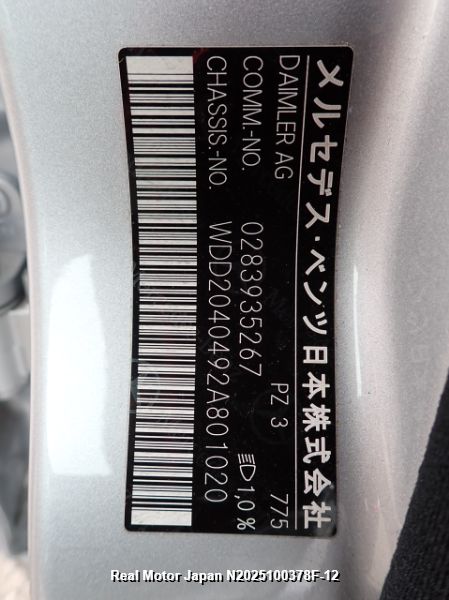 メルセデス・ベンツ日本株式会社
DAIMLER AG 775
COMM.-NO. 0283935267 PZ 3
CHASSIS-NO. WDD2040492A801020 1,0%
Real Motor Japan N2025100378F-12